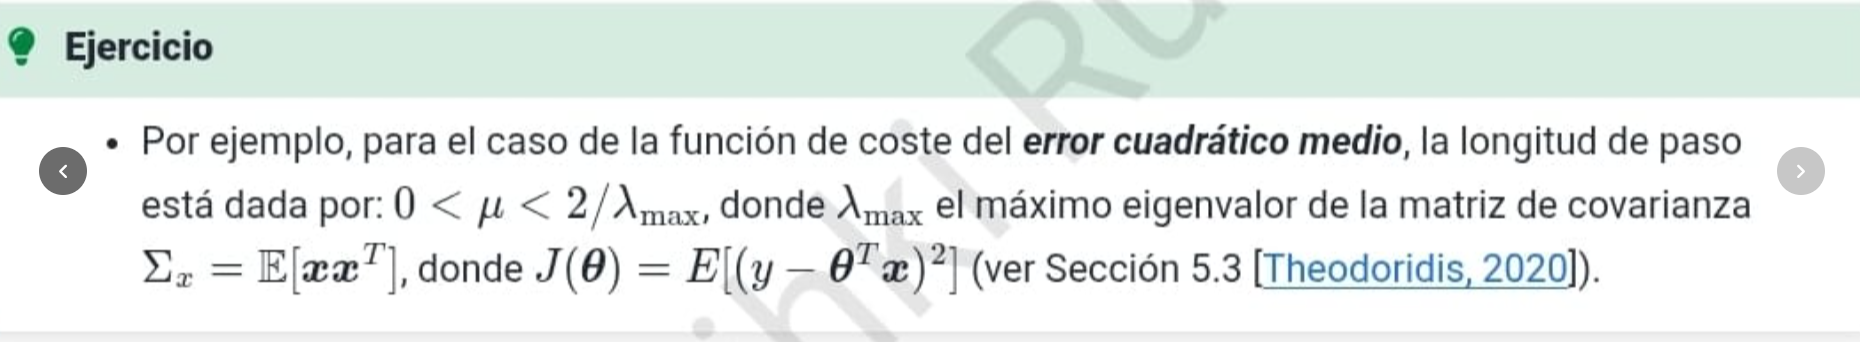 Ejercicio
• Por ejemplo, para el caso de la función de coste del error cuadrático medio, la longitud de paso
está dada por: 0 < μ < 2/λmax, donde λmax el máximo eigenvalor de la matriz de covarianza
Σx = 𝔼[xxᵀ], donde J(θ) = E[(y − θᵀx)²] (ver Sección 5.3 [Theodoridis, 2020]).